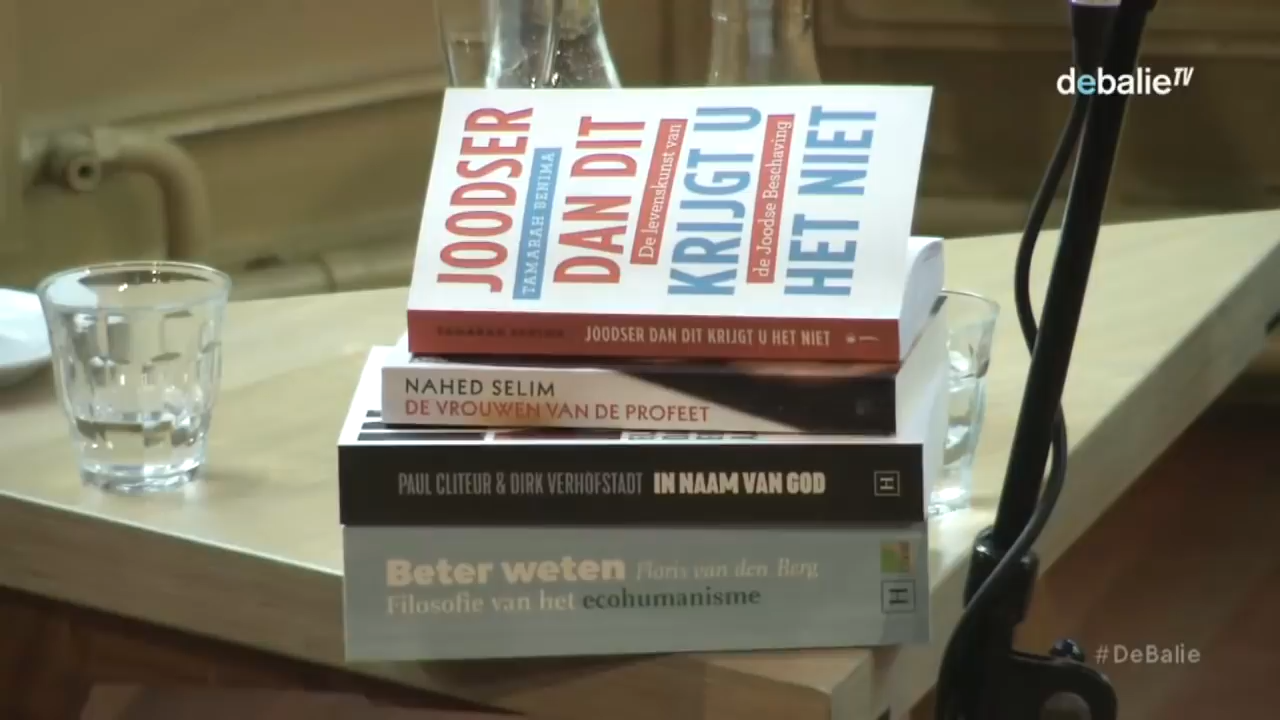 debalieTV
JOODSER
TAMARAH BENIMA
DAN DIT
De levenskunst van
KRIJGT U
de Joodse Beschaving
HET NIET
TAMARAH BENIMA JOODSER DAN DIT KRIJGT U HET NIET
NAHED SELIM
DE VROUWEN VAN DE PROFEET
PAUL CLITEUR & DIRK VERHOFSTADT IN NAAM VAN GOD H
Beter weten Floris van den Berg
Filosofie van het ecohumanisme H
#DeBalie